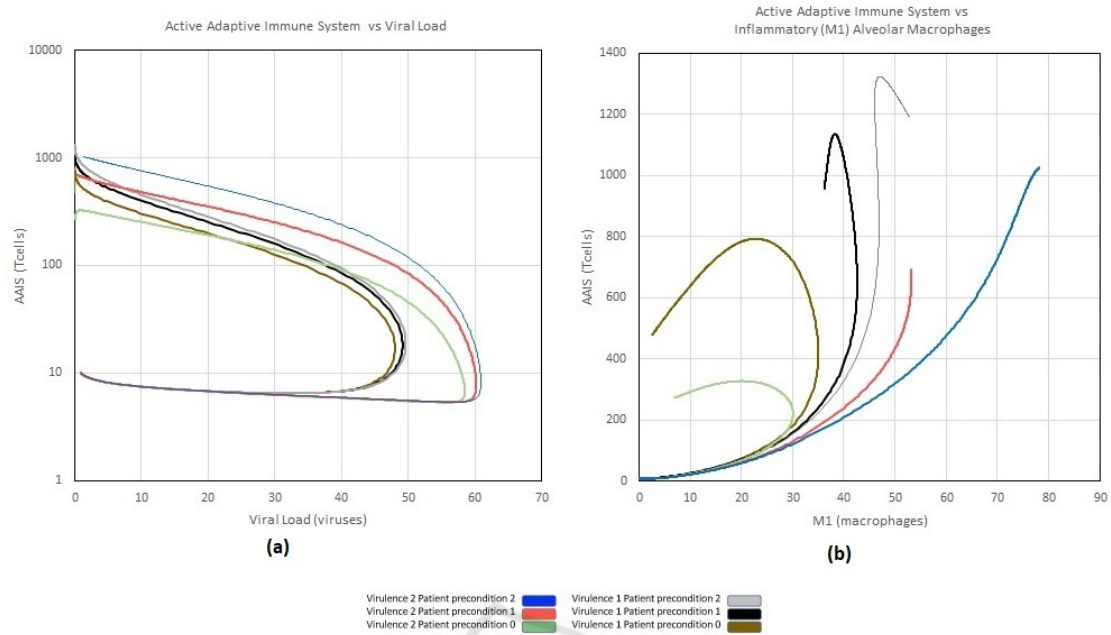 Active Adaptive Immune System vs Viral Load
10000
1000
100
10
1
AAIS (Tcells)
0 10 20 30 40 50 60 70
Viral Load (viruses)
(a)
Active Adaptive Immune System vs
Inflammatory (M1) Alveolar Macrophages
1400
1200
1000
800
600
400
200
0
AAIS (Tcells)
0 10 20 30 40 50 60 70 80 90
M1 (macrophages)
(b)
Virulence 2 Patient precondition 2
Virulence 2 Patient precondition 1
Virulence 2 Patient precondition 0
Virulence 1 Patient precondition 2
Virulence 1 Patient precondition 1
Virulence 1 Patient precondition 0